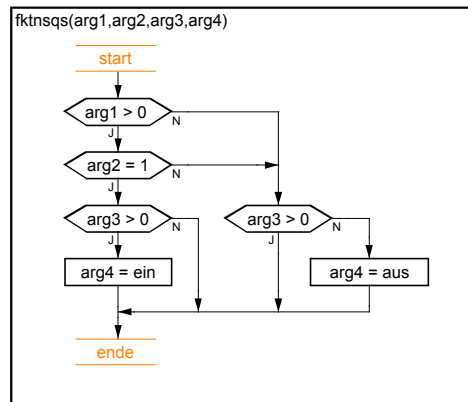 fktnsqs(arg1,arg2,arg3,arg4)
start
arg1 > 0
N
J
arg2 = 1
N
J
arg3 > 0
N
J
arg3 > 0
N
J
arg4 = ein
arg4 = aus
ende